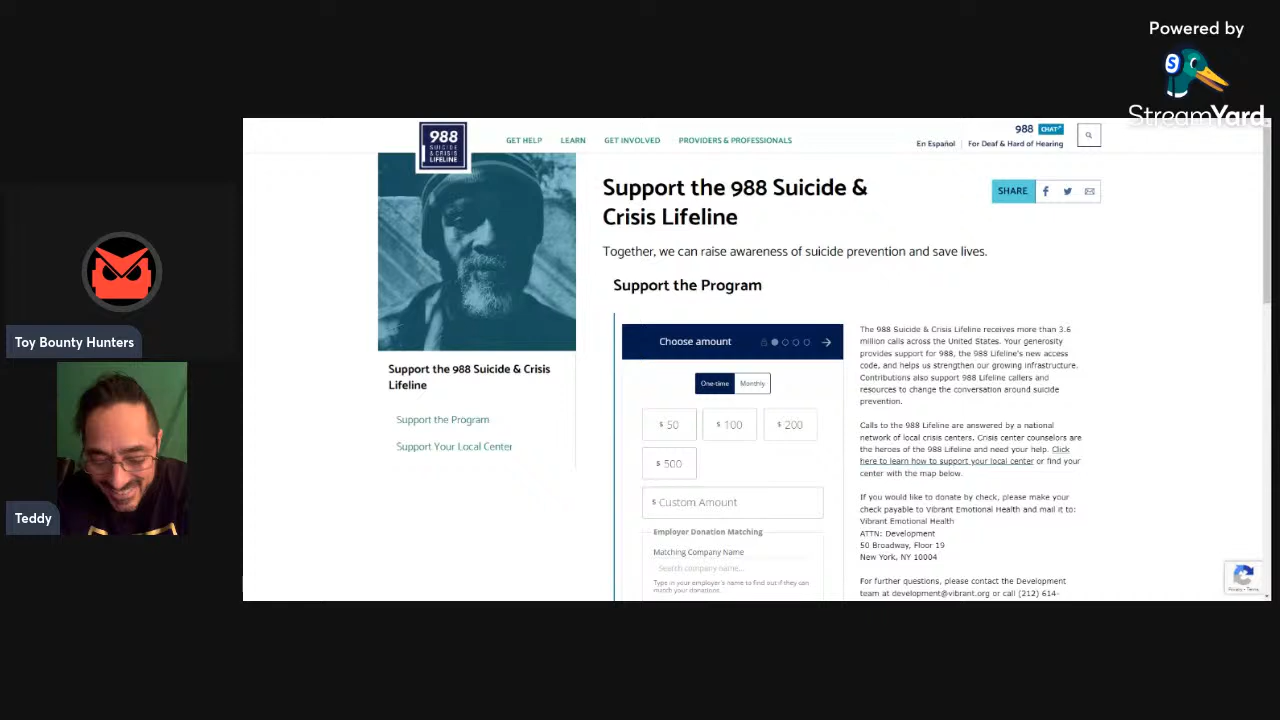 Powered by
S
StreamYard
988
SUICIDE
& CRISIS
LIFELINE
GET HELP
LEARN
GET INVOLVED
PROVIDERS & PROFESSIONALS
988 CHAT
En Español | For Deaf & Hard of Hearing
Support the 988 Suicide &
Crisis Lifeline
SHARE
Together, we can raise awareness of suicide prevention and save lives.
Support the Program
Toy Bounty Hunters
Teddy
Support the 988 Suicide & Crisis
Lifeline
Support the Program
Support Your Local Center
Choose amount
One-time
Monthly
$ 50
$ 100
$ 200
$ 500
$ Custom Amount
Employer Donation Matching
Matching Company Name
Search company name...
Type in your employer's name to find out if they can
match your donations.
The 988 Suicide & Crisis Lifeline receives more than 3.6
million calls across the United States. Your generosity
provides support for 988, the 988 Lifeline's new access
code, and helps us strengthen our growing infrastructure.
Contributions also support 988 Lifeline callers and
resources to change the conversation around suicide
prevention.
Calls to the 988 Lifeline are answered by a national
network of local crisis centers. Crisis center counselors are
the heroes of the 988 Lifeline and need your help. Click
here to learn how to support your local center or find your
center with the map below.
If you would like to donate by check, please make your
check payable to Vibrant Emotional Health and mail it to:
Vibrant Emotional Health
ATTN: Development
50 Broadway, Floor 19
New York, NY 10004
For further questions, please contact the Development
team at development@vibrant.org or call (212) 614-
Privacy - Terms